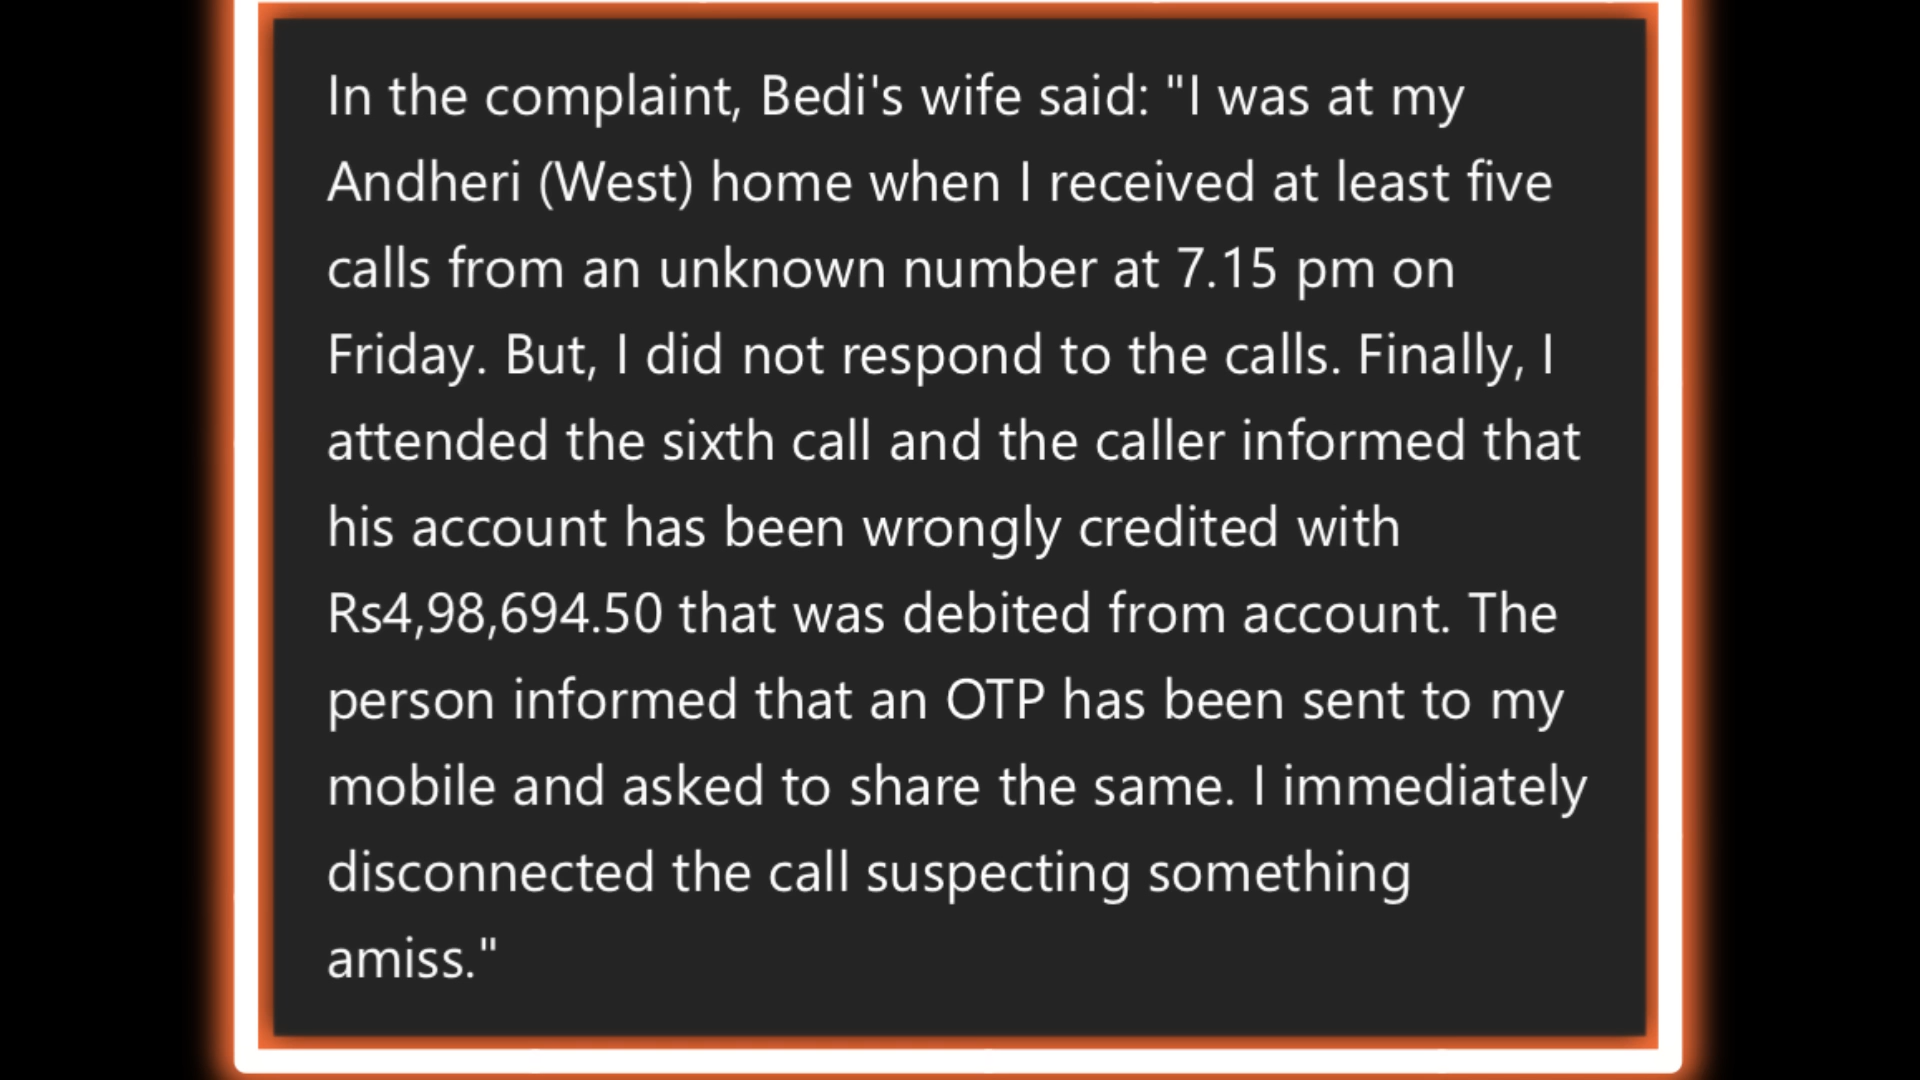 In the complaint, Bedi's wife said: "I was at my
Andheri (West) home when I received at least five
calls from an unknown number at 7.15 pm on
Friday. But, I did not respond to the calls. Finally, I
attended the sixth call and the caller informed that
his account has been wrongly credited with
Rs4,98,694.50 that was debited from account. The
person informed that an OTP has been sent to my
mobile and asked to share the same. I immediately
disconnected the call suspecting something
amiss."